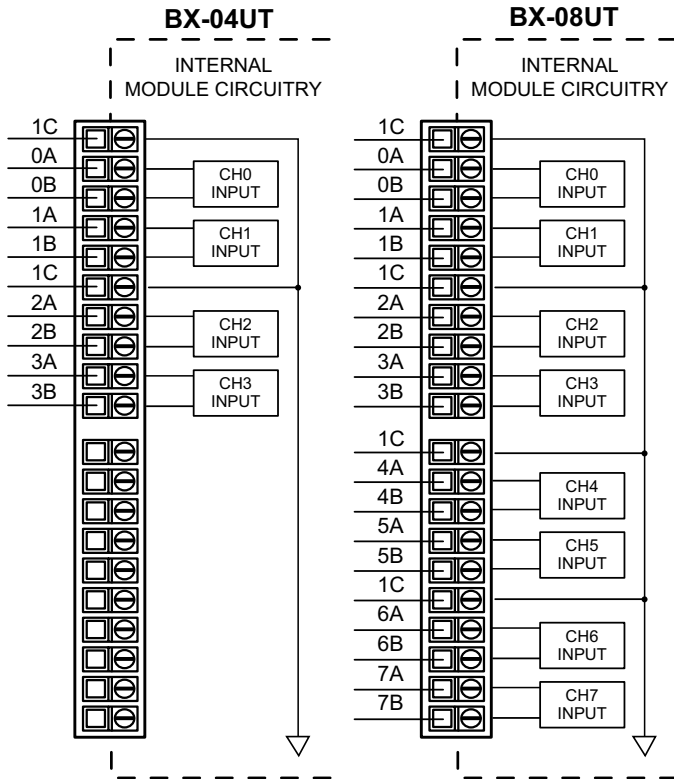 BX-04UT
INTERNAL
MODULE CIRCUITRY
1C
0A
0B
1A
1B
1C
2A
2B
3A
3B
CH0
INPUT
CH1
INPUT
CH2
INPUT
CH3
INPUT
BX-08UT
INTERNAL
MODULE CIRCUITRY
1C
0A
0B
1A
1B
1C
2A
2B
3A
3B
1C
4A
4B
5A
5B
1C
6A
6B
7A
7B
CH0
INPUT
CH1
INPUT
CH2
INPUT
CH3
INPUT
CH4
INPUT
CH5
INPUT
CH6
INPUT
CH7
INPUT